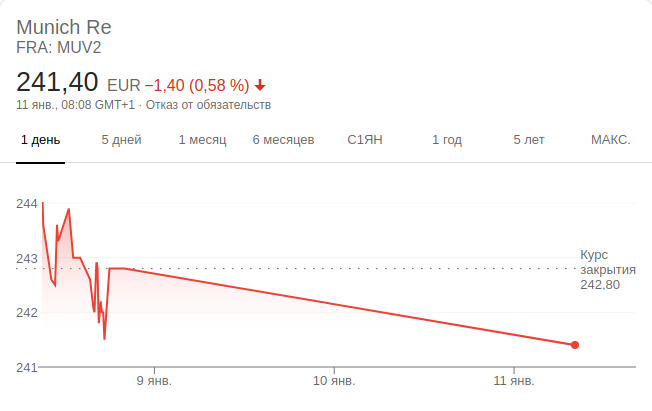 Munich Re
FRA: MUV2
241,40 EUR −1,40 (0,58 %)
11 янв., 08:08 GMT+1 · Отказ от обязательств
1 день 5 дней 1 месяц 6 месяцев С1ЯН 1 год 5 лет МАКС.
244
243
242
241
Курс
закрытия
242,80
9 янв. 10 янв. 11 янв.